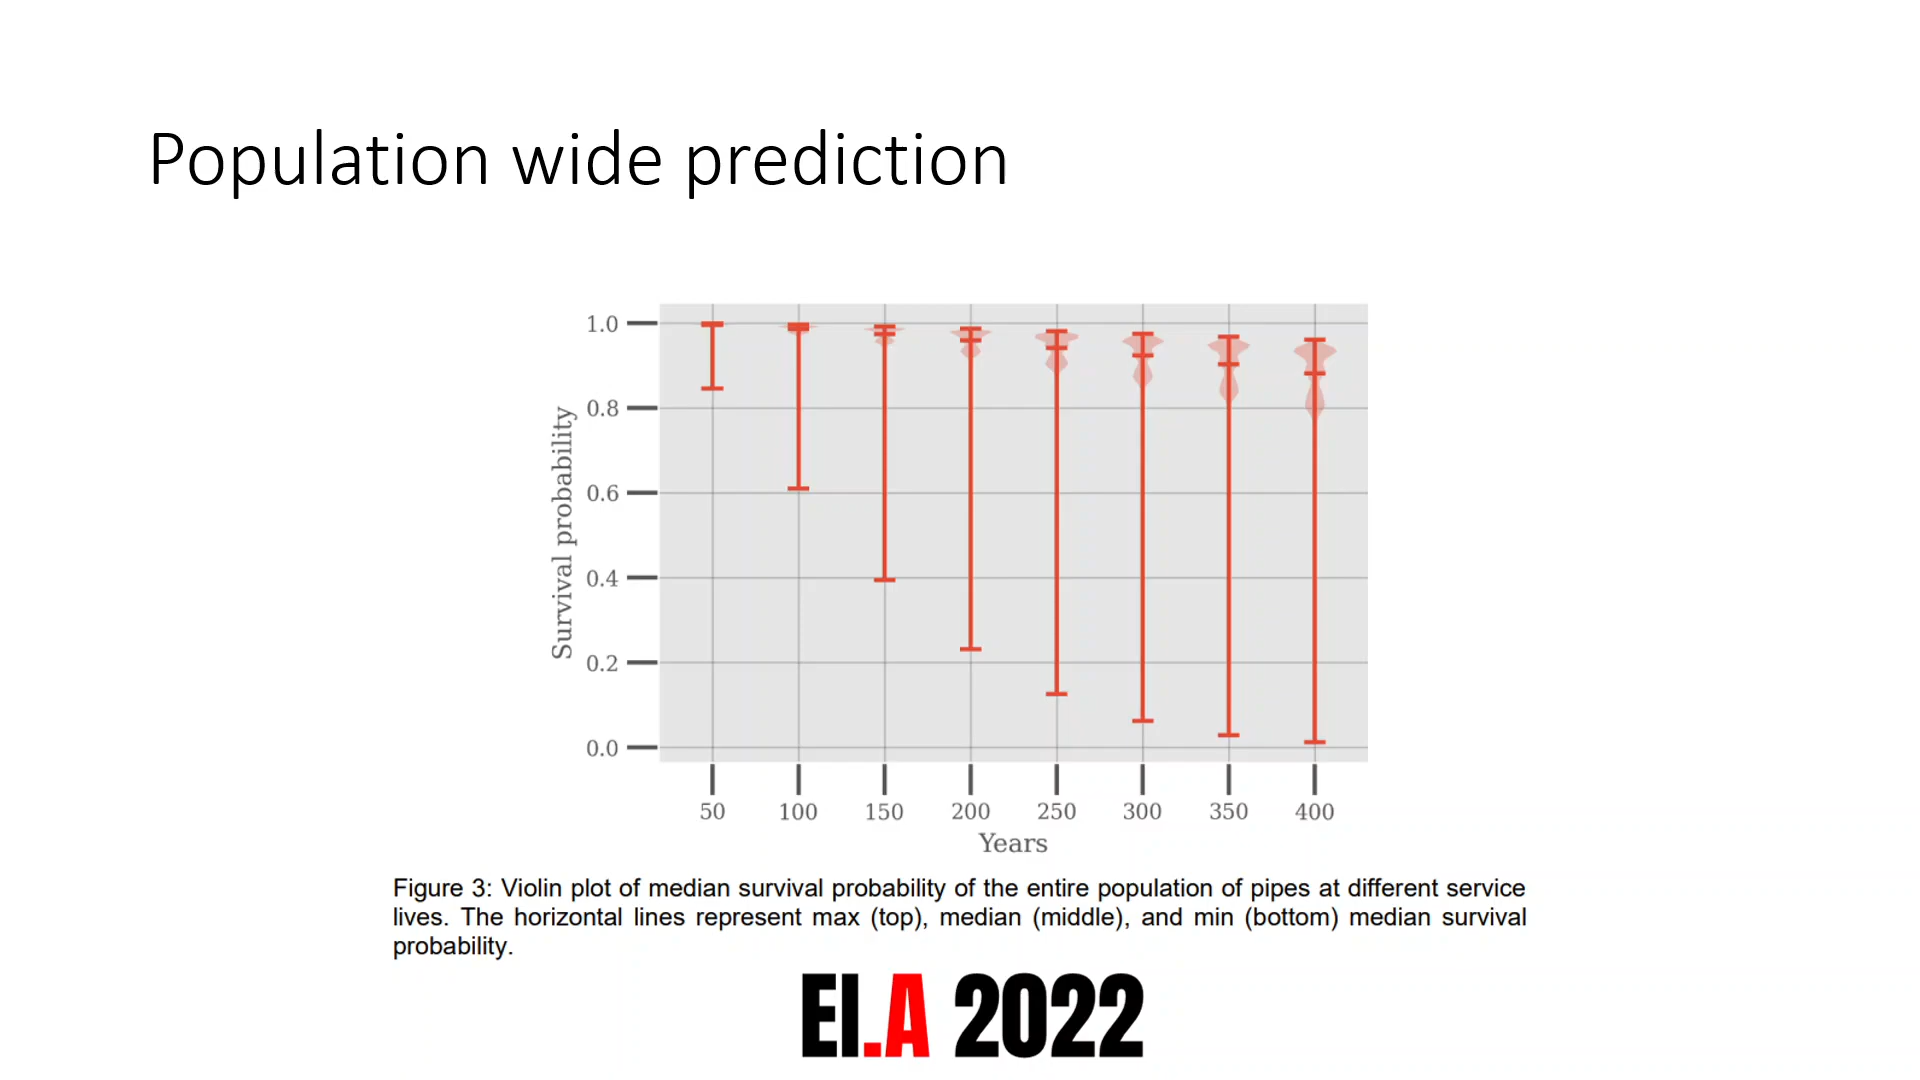 Population wide prediction
1.0
0.8
0.6
0.4
0.2
0.0
Survival probability
50 100 150 200 250 300 350 400
Years
Figure 3: Violin plot of median survival probability of the entire population of pipes at different service
lives. The horizontal lines represent max (top), median (middle), and min (bottom) median survival
probability.
EI.A 2022